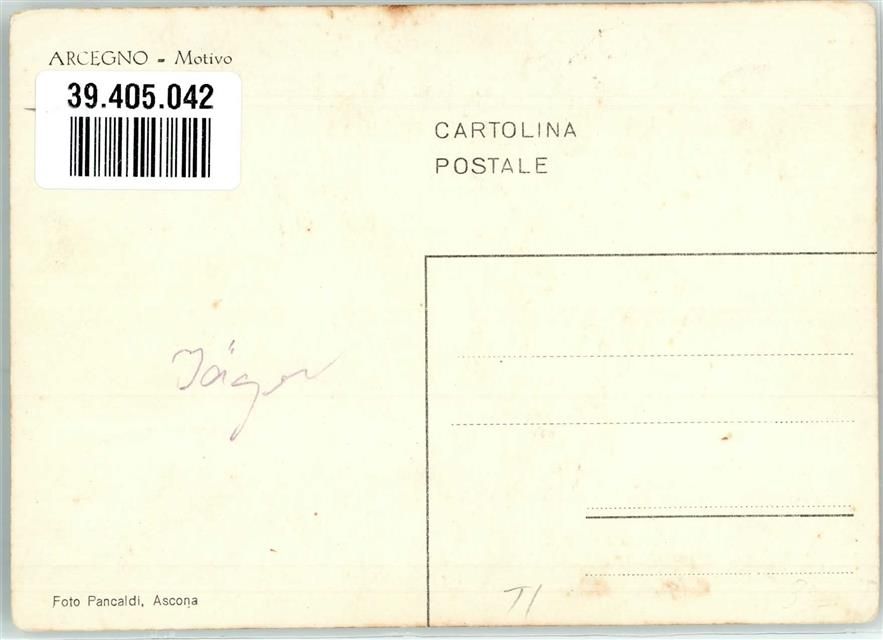 ARCEGNO - Motivo
39.405.042
CARTOLINA
POSTALE
Jäger
Foto Pancaldi, Ascona
TI